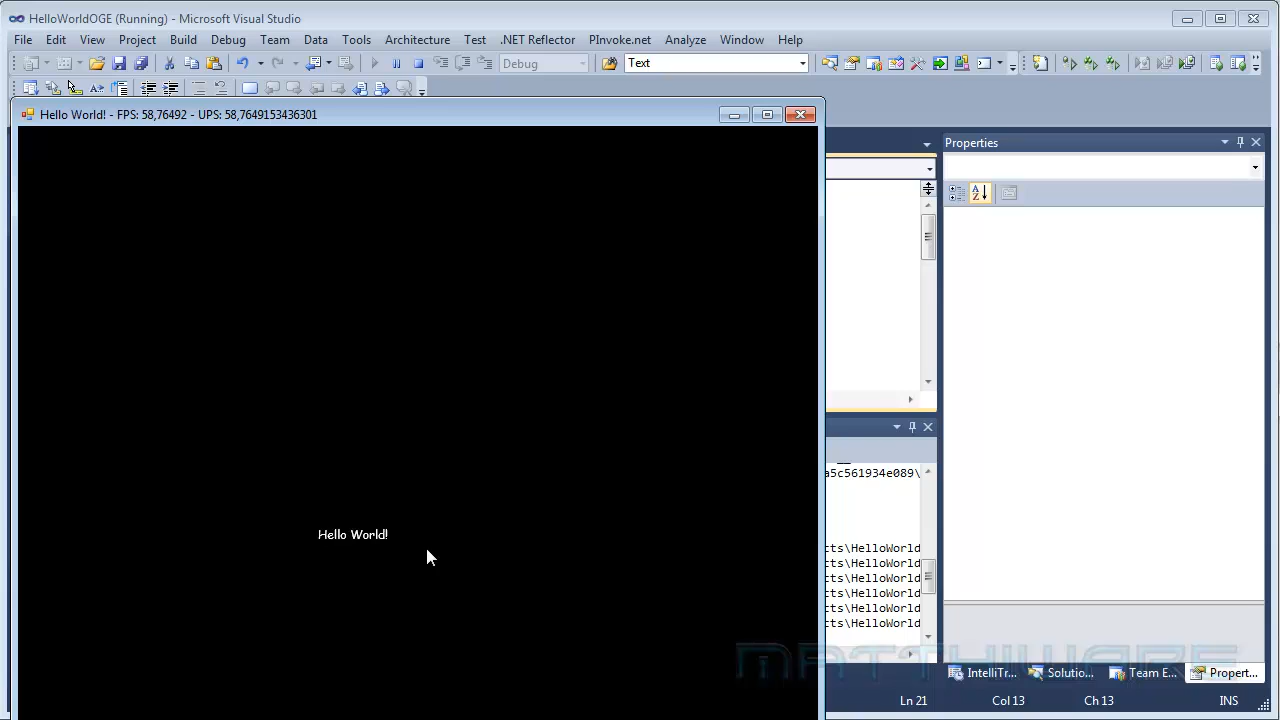 HelloWorldOGE (Running) - Microsoft Visual Studio
File Edit View Project Build Debug Team Data Tools Architecture Test .NET Reflector PInvoke.net Analyze Window Help
Debug Text
Hello World! - FPS: 58,76492 - UPS: 58,7649153436301
Properties
a5c561934e089\
Hello World!
cts\HelloWorld
cts\HelloWorld
cts\HelloWorld
cts\HelloWorld
cts\HelloWorld
cts\HelloWorld
MATTHIWARE
IntelliTr... Solutio... Team E... Propert...
Ln 21 Col 13 Ch 13 INS